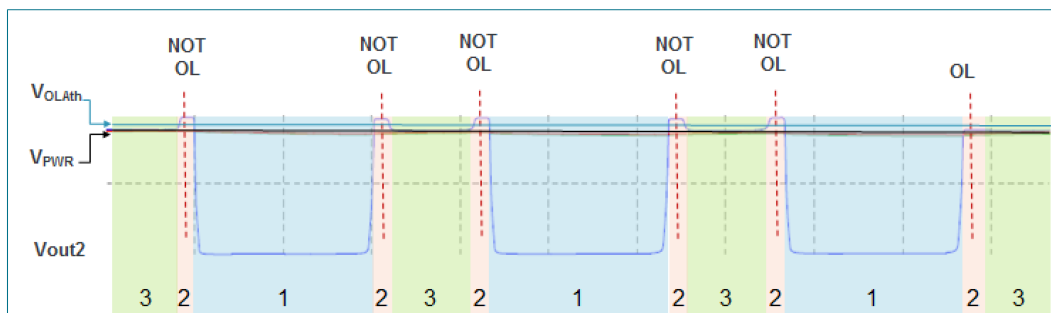 NOT
OL
NOT
OL
NOT
OL
NOT
OL
NOT
OL
OL
VOLAth
VPWR
Vout2
3 2 1 2 3 2 1 2 3 2 1 2 3